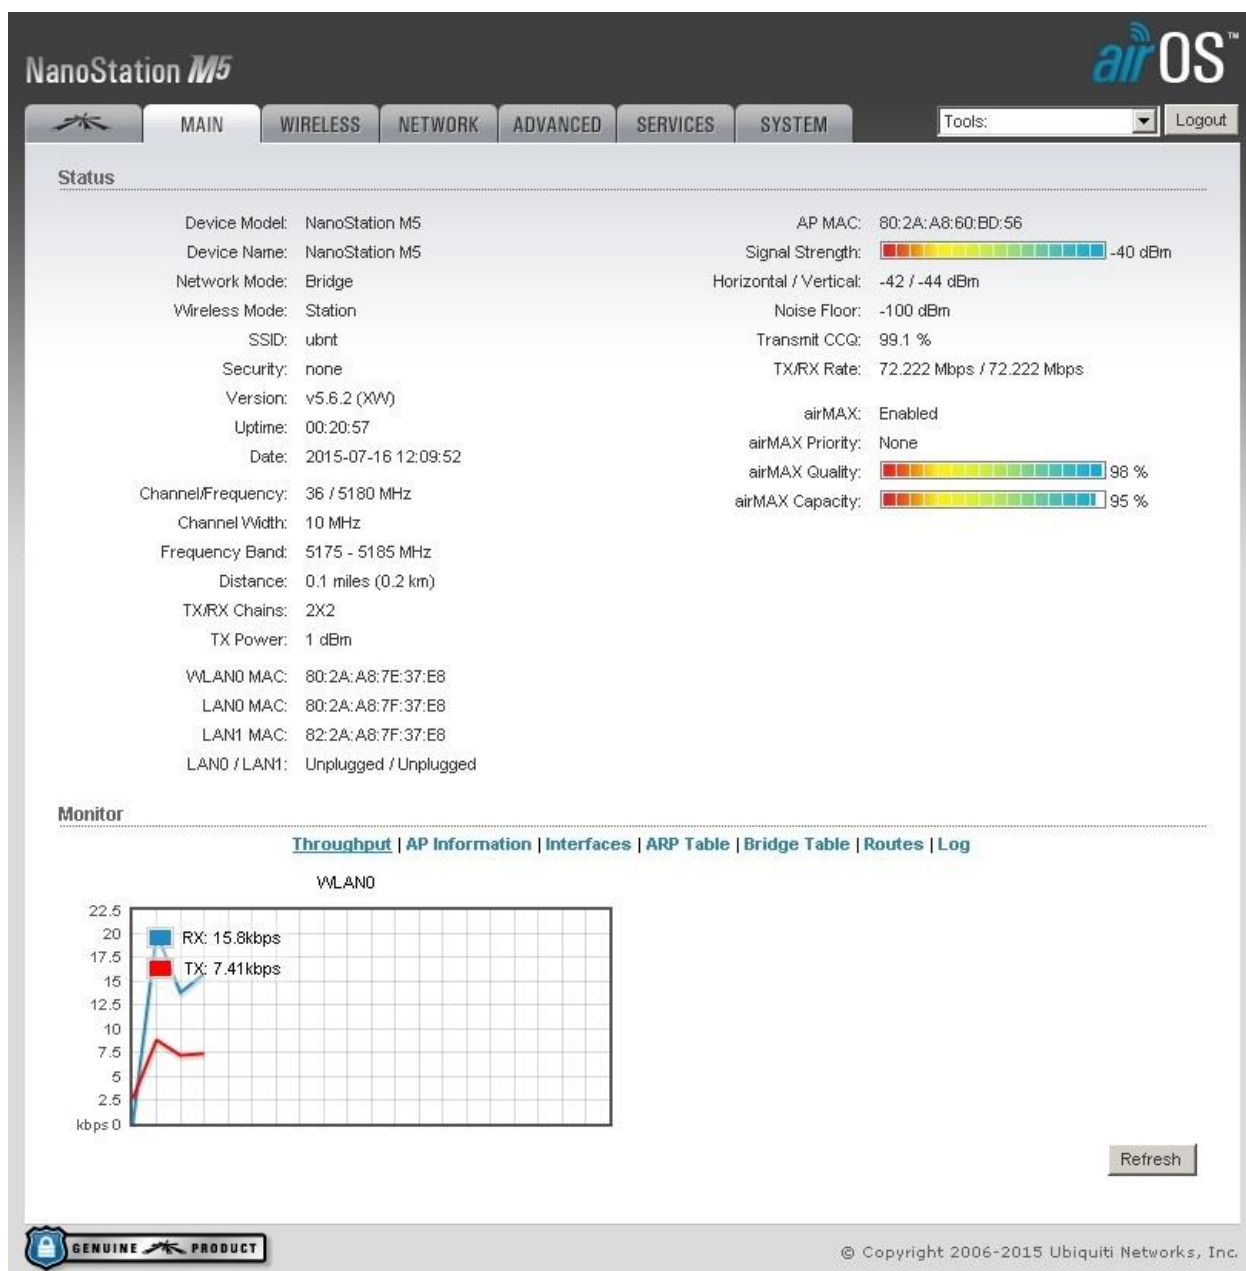 NanoStation M5
airOS™
MAIN WIRELESS NETWORK ADVANCED SERVICES SYSTEM Tools: Logout
Status
Device Model: NanoStation M5
Device Name: NanoStation M5
Network Mode: Bridge
Wireless Mode: Station
SSID: ubnt
Security: none
Version: v5.6.2 (XW)
Uptime: 00:20:57
Date: 2015-07-16 12:09:52
Channel/Frequency: 36 / 5180 MHz
Channel Width: 10 MHz
Frequency Band: 5175 - 5185 MHz
Distance: 0.1 miles (0.2 km)
TX/RX Chains: 2X2
TX Power: 1 dBm
WLAN0 MAC: 80:2A:A8:7E:37:E8
LAN0 MAC: 80:2A:A8:7F:37:E8
LAN1 MAC: 82:2A:A8:7F:37:E8
LAN0 / LAN1: Unplugged / Unplugged
AP MAC: 80:2A:A8:60:BD:56
Signal Strength: -40 dBm
Horizontal / Vertical: -42 / -44 dBm
Noise Floor: -100 dBm
Transmit CCQ: 99.1 %
TX/RX Rate: 72.222 Mbps / 72.222 Mbps
airMAX: Enabled
airMAX Priority: None
airMAX Quality: 98 %
airMAX Capacity: 95 %
Monitor
Throughput | AP Information | Interfaces | ARP Table | Bridge Table | Routes | Log
WLAN0
22.5
20
17.5
15
12.5
10
7.5
5
2.5
kbps 0
RX: 15.8kbps
TX: 7.41kbps
Refresh
GENUINE PRODUCT
© Copyright 2006-2015 Ubiquiti Networks, Inc.